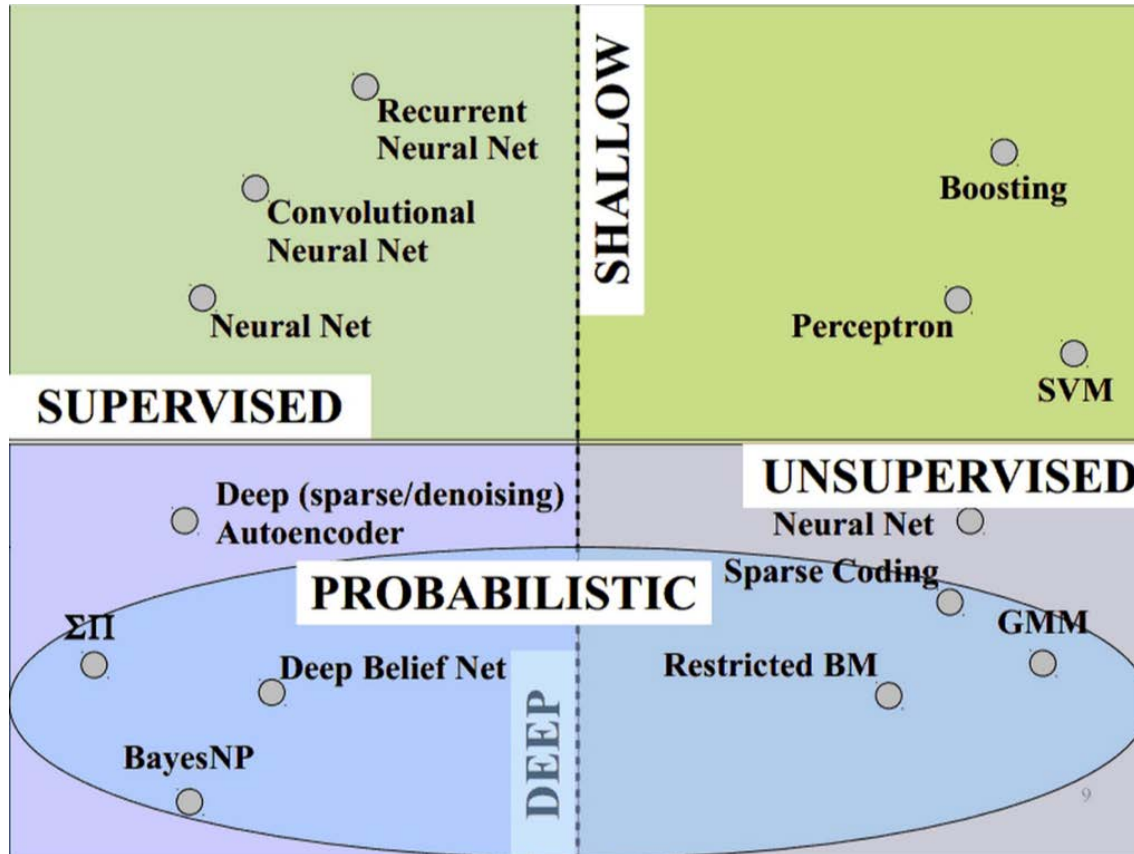 SHALLOW
Recurrent
Neural Net
Boosting
Convolutional
Neural Net
Neural Net
Perceptron
SVM
SUPERVISED
UNSUPERVISED
Deep (sparse/denoising)
Autoencoder
Neural Net
Sparse Coding
PROBABILISTIC
ΣΠ
GMM
Deep Belief Net
Restricted BM
DEEP
BayesNP
9